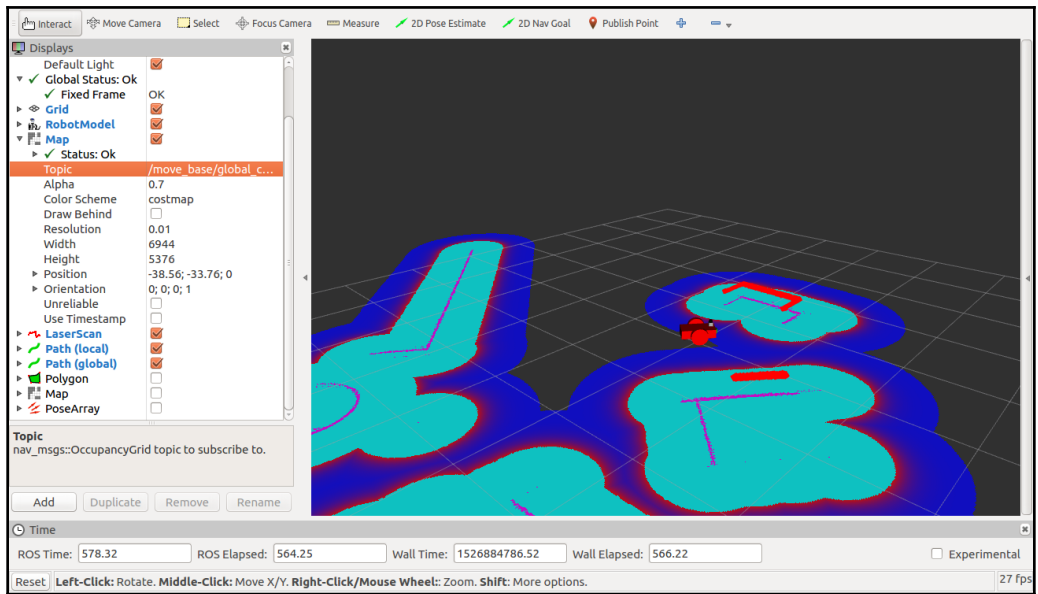 Interact Move Camera Select Focus Camera Measure 2D Pose Estimate 2D Nav Goal Publish Point
Displays
Default Light
Global Status: Ok
Fixed Frame OK
Grid
RobotModel
Map
Status: Ok
Topic /move_base/global_c...
Alpha 0.7
Color Scheme costmap
Draw Behind
Resolution 0.01
Width 6944
Height 5376
Position -38.56; -33.76; 0
Orientation 0; 0; 0; 1
Unreliable
Use Timestamp
LaserScan
Path (local)
Path (global)
Polygon
Map
PoseArray
Topic
nav_msgs::OccupancyGrid topic to subscribe to.
Add Duplicate Remove Rename
Time
ROS Time: 578.32 ROS Elapsed: 564.25 Wall Time: 1526884786.52 Wall Elapsed: 566.22 Experimental
Reset Left-Click: Rotate. Middle-Click: Move X/Y. Right-Click/Mouse Wheel:: Zoom. Shift: More options. 27 fps